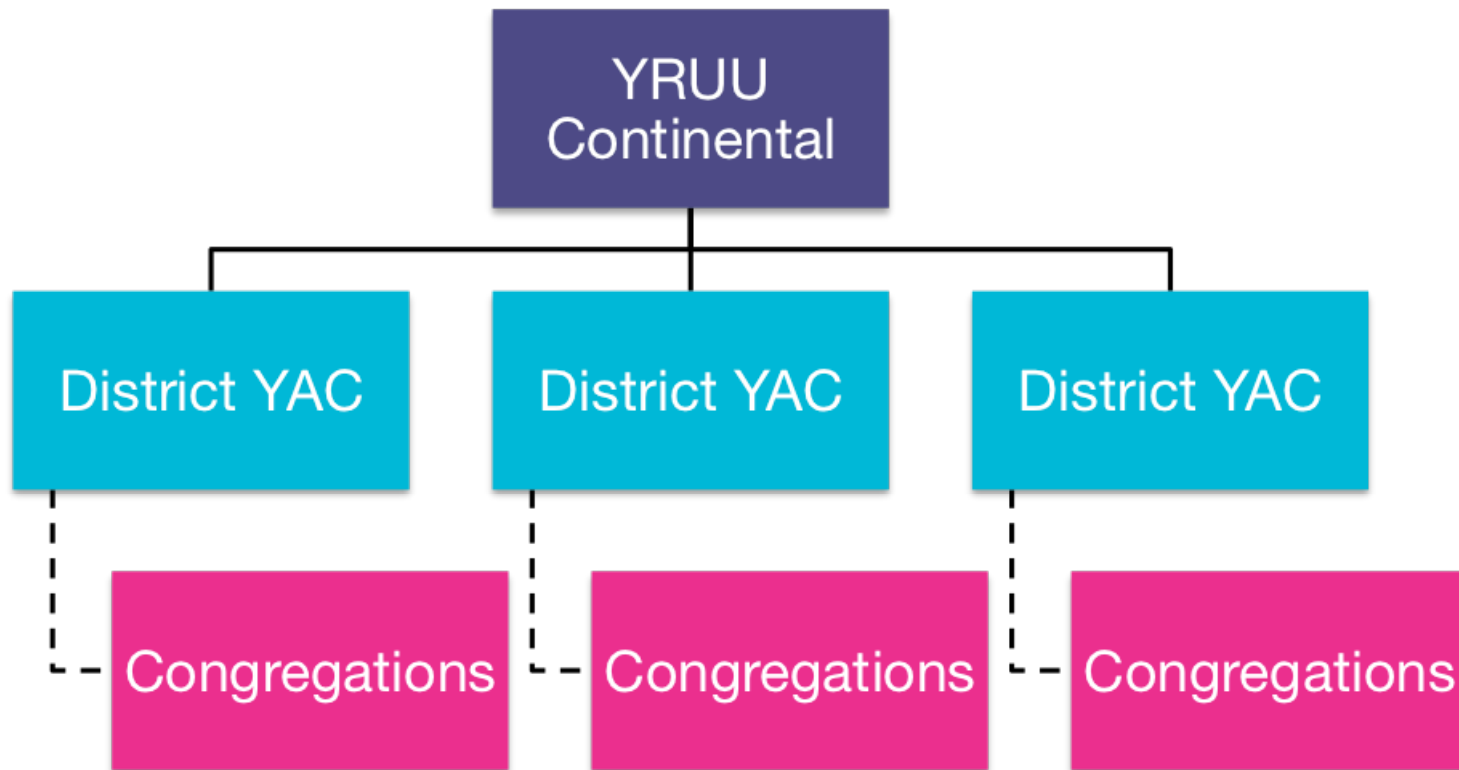 YRUU
Continental
District YAC
District YAC
District YAC
Congregations
Congregations
Congregations